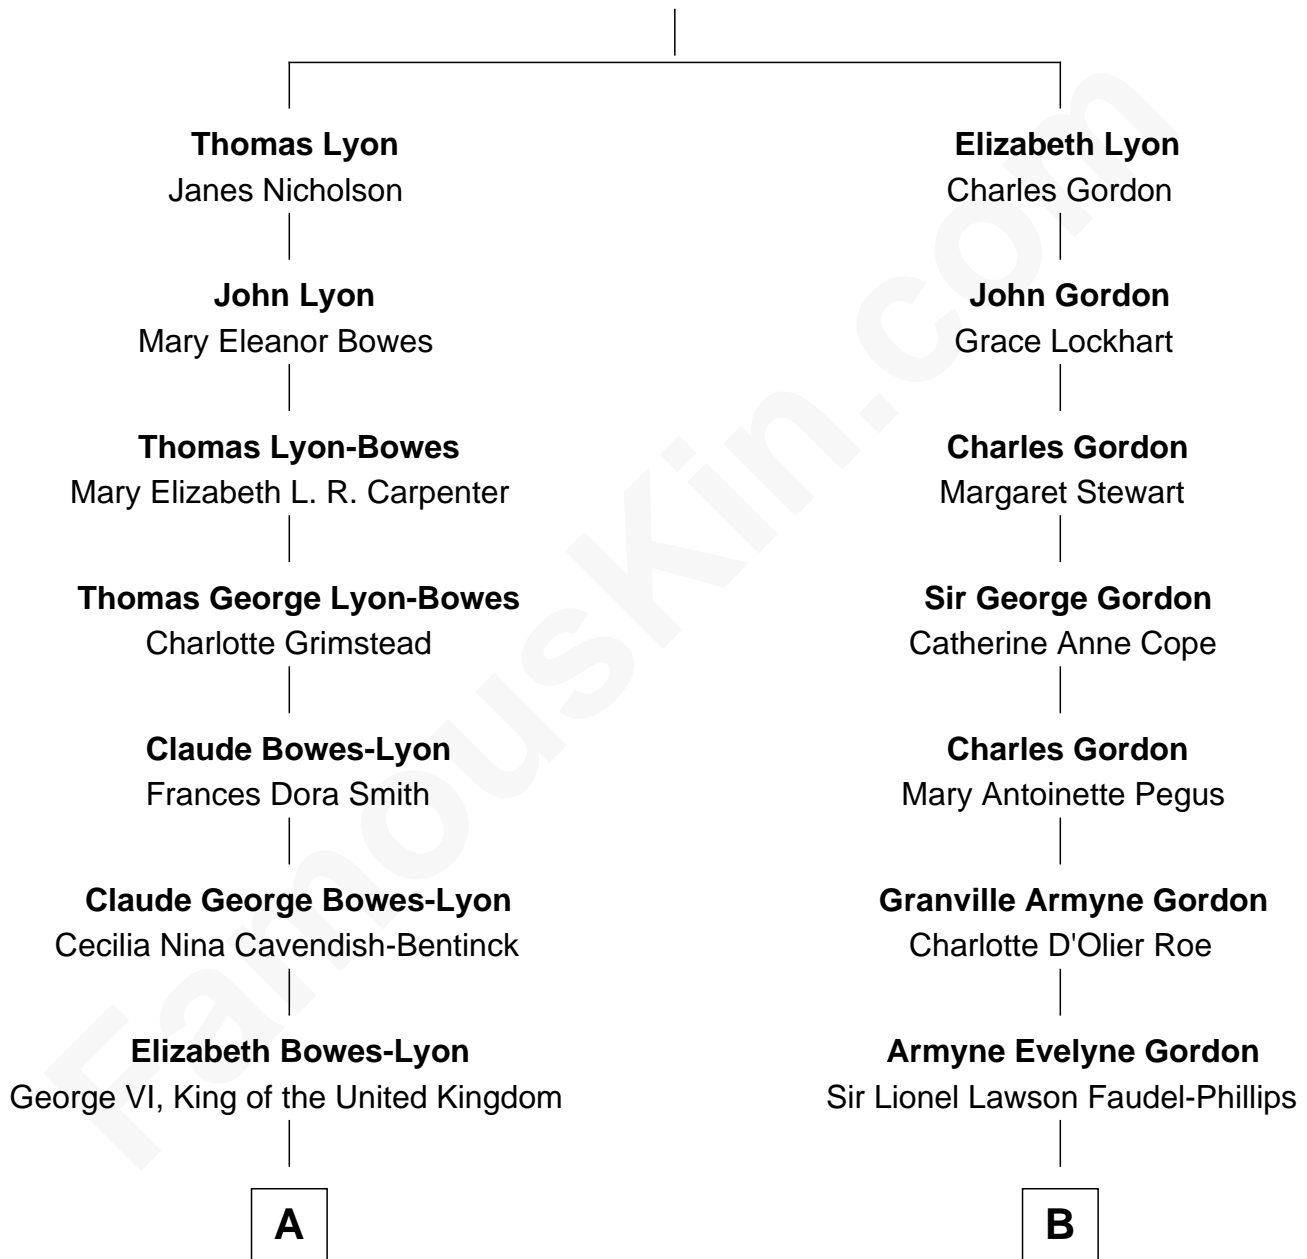 Thomas Lyon
Janes Nicholson
John Lyon
Mary Eleanor Bowes
Thomas Lyon-Bowes
Mary Elizabeth L. R. Carpenter
Thomas George Lyon-Bowes
Charlotte Grimstead
Claude Bowes-Lyon
Frances Dora Smith
Claude George Bowes-Lyon
Cecilia Nina Cavendish-Bentinck
Elizabeth Bowes-Lyon
George VI, King of the United Kingdom
A
Elizabeth Lyon
Charles Gordon
John Gordon
Grace Lockhart
Charles Gordon
Margaret Stewart
Sir George Gordon
Catherine Anne Cope
Charles Gordon
Mary Antoinette Pegus
Granville Armyne Gordon
Charlotte D'Olier Roe
Armyne Evelyne Gordon
Sir Lionel Lawson Faudel-Phillips
B
FamousKin.com